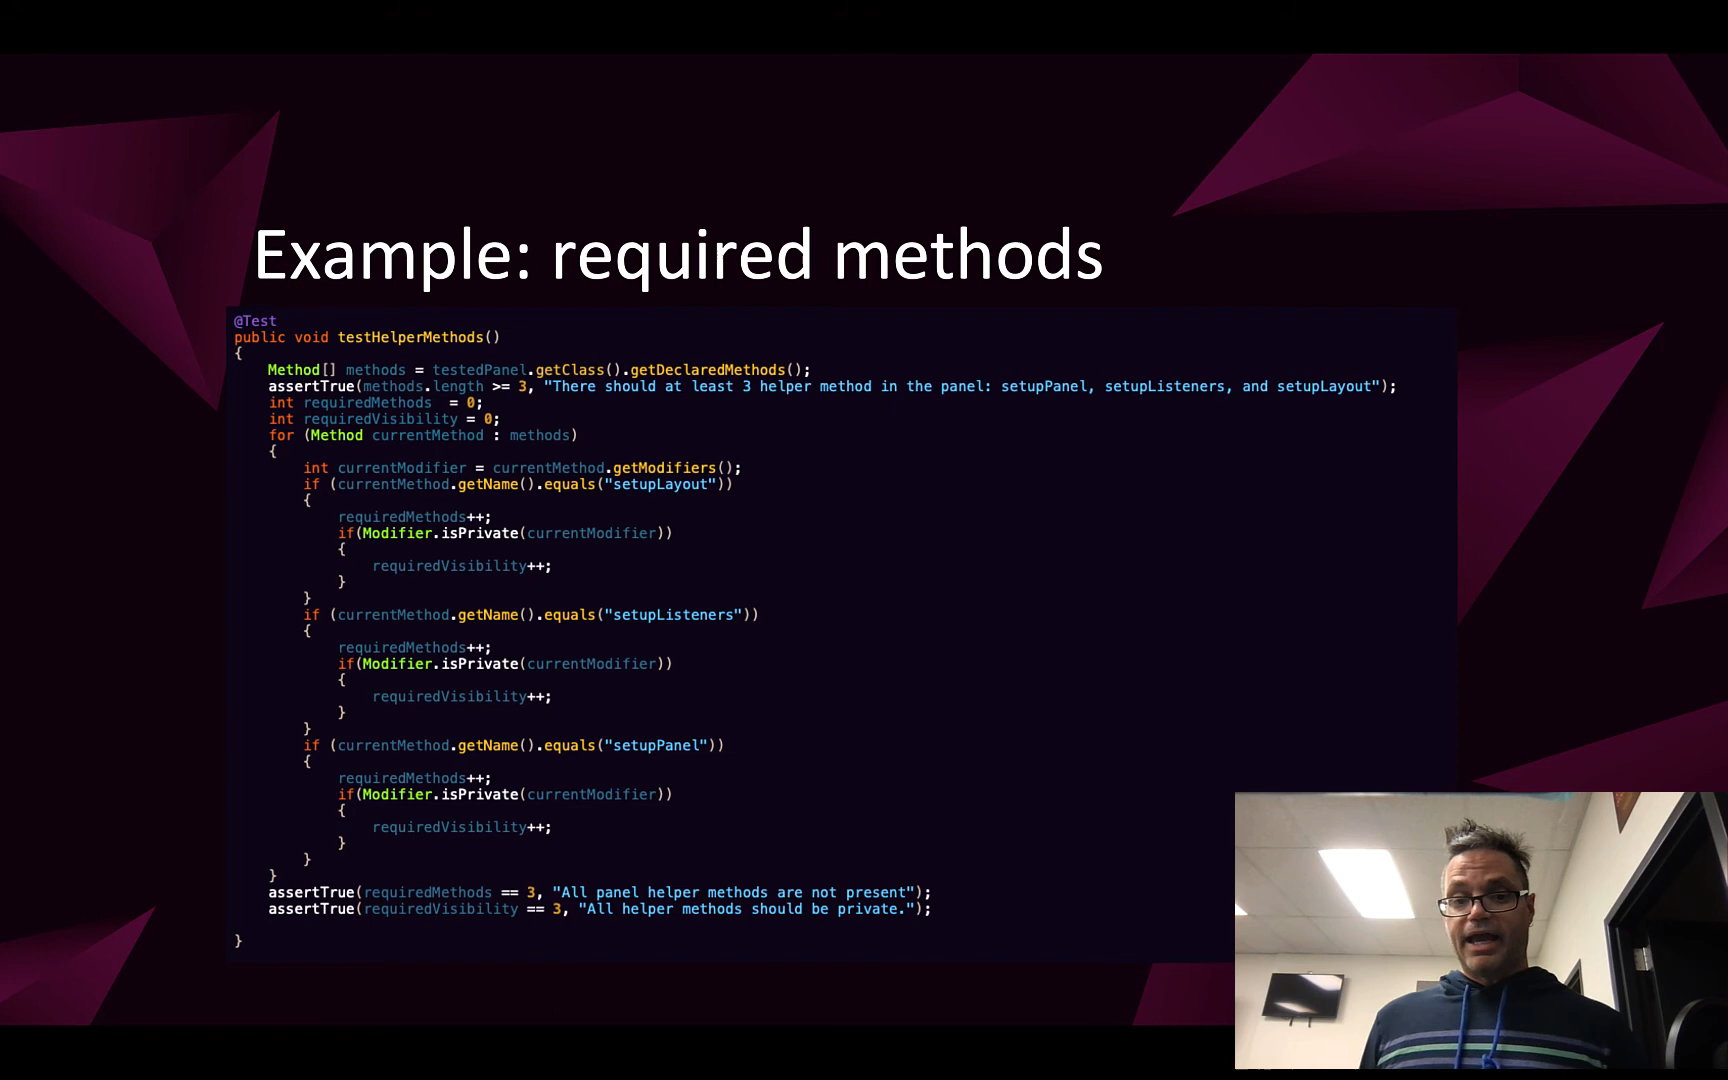 Example: required methods
@Test
public void testHelperMethods()
{
Method[] methods = testedPanel.getClass().getDeclaredMethods();
assertTrue(methods.length >= 3, "There should at least 3 helper method in the panel: setupPanel, setupListeners, and setupLayout");
int requiredMethods  = 0;
int requiredVisibility = 0;
for (Method currentMethod : methods)
{
int currentModifier = currentMethod.getModifiers();
if (currentMethod.getName().equals("setupLayout"))
{
requiredMethods++;
if(Modifier.isPrivate(currentModifier))
{
requiredVisibility++;
}
}
if (currentMethod.getName().equals("setupListeners"))
{
requiredMethods++;
if(Modifier.isPrivate(currentModifier))
{
requiredVisibility++;
}
}
if (currentMethod.getName().equals("setupPanel"))
{
requiredMethods++;
if(Modifier.isPrivate(currentModifier))
{
requiredVisibility++;
}
}
}
assertTrue(requiredMethods == 3, "All panel helper methods are not present");
assertTrue(requiredVisibility == 3, "All helper methods should be private.");
}